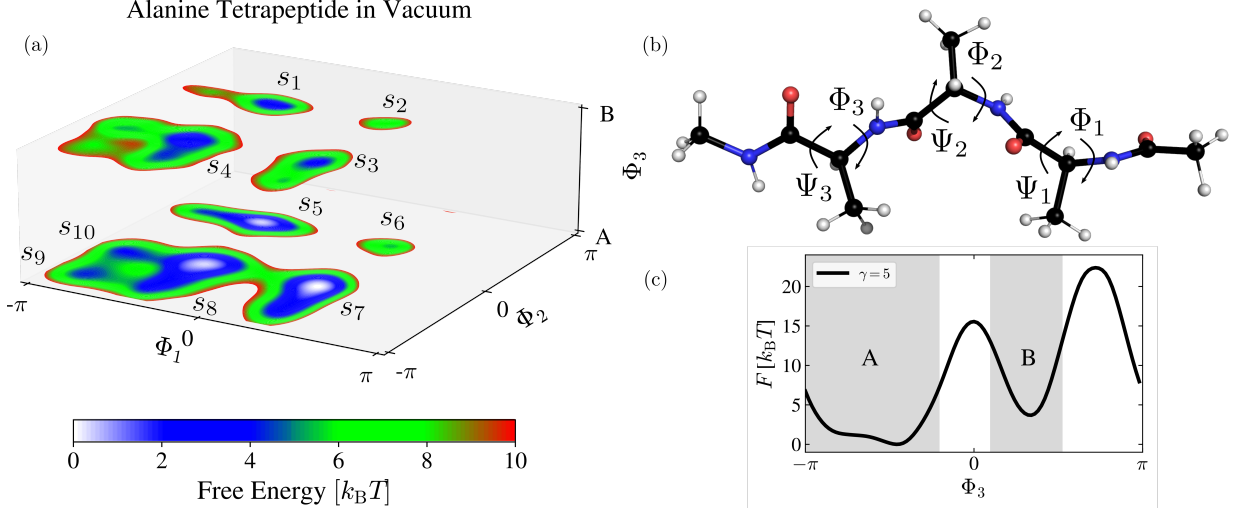 Alanine Tetrapeptide in Vacuum
(a)
s₁
s₂
s₃
s₄
s₅
s₆
s₇
s₈
s₉
s₁₀
B
A
Φ₃
-π
0
π
Φ₁
-π
0
π
Φ₂
0 2 4 6 8 10
Free Energy [k_BT]
(b)
Φ₂
Φ₃
Φ₁
Ψ₂
Ψ₃
Ψ₁
(c)
γ = 5
A
B
20
15
10
5
0
F [k_BT]
−π 0 π
Φ₃